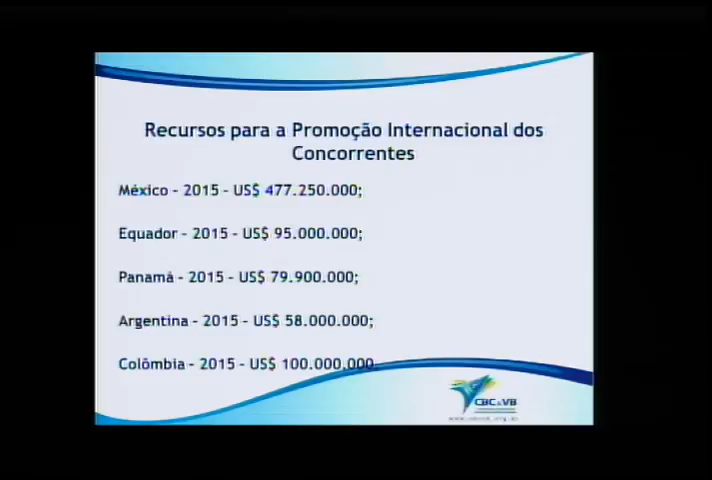 Recursos para a Promoção Internacional dos
Concorrentes
México - 2015 - US$ 477.250.000;
Equador - 2015 - US$ 95.000.000;
Panamá - 2015 - US$ 79.900.000;
Argentina - 2015 - US$ 58.000.000;
Colômbia - 2015 - US$ 100.000.000.
CBC&VB